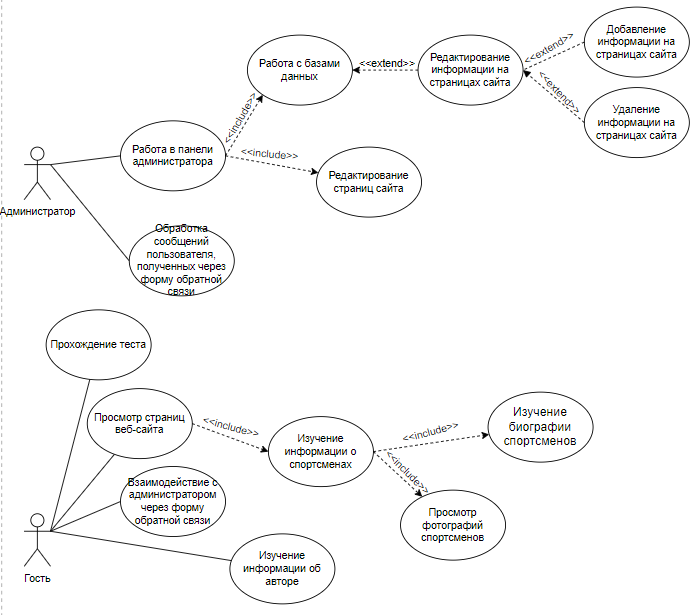 Добавление
информации на
страницах сайта
<<extend>>
Работа с базами
данных
<<extend>>
Редактирование
информации на
страницах сайта
<<extend>>
Удаление
информации на
страницах сайта
<<include>>
Работа в панели
администратора
<<include>>
Редактирование
страниц сайта
Администратор
Обработка
сообщений
пользователя,
полученных через
форму обратной
связи
Прохождение теста
Просмотр страниц
веб-сайта
<<include>>
Изучение
информации о
спортсменах
<<include>>
Изучение
биографии
спортсменов
<<include>>
Просмотр
фотографий
спортсменов
Взаимодействие с
администратором
через форму
обратной связи
Изучение
информации об
авторе
Гость